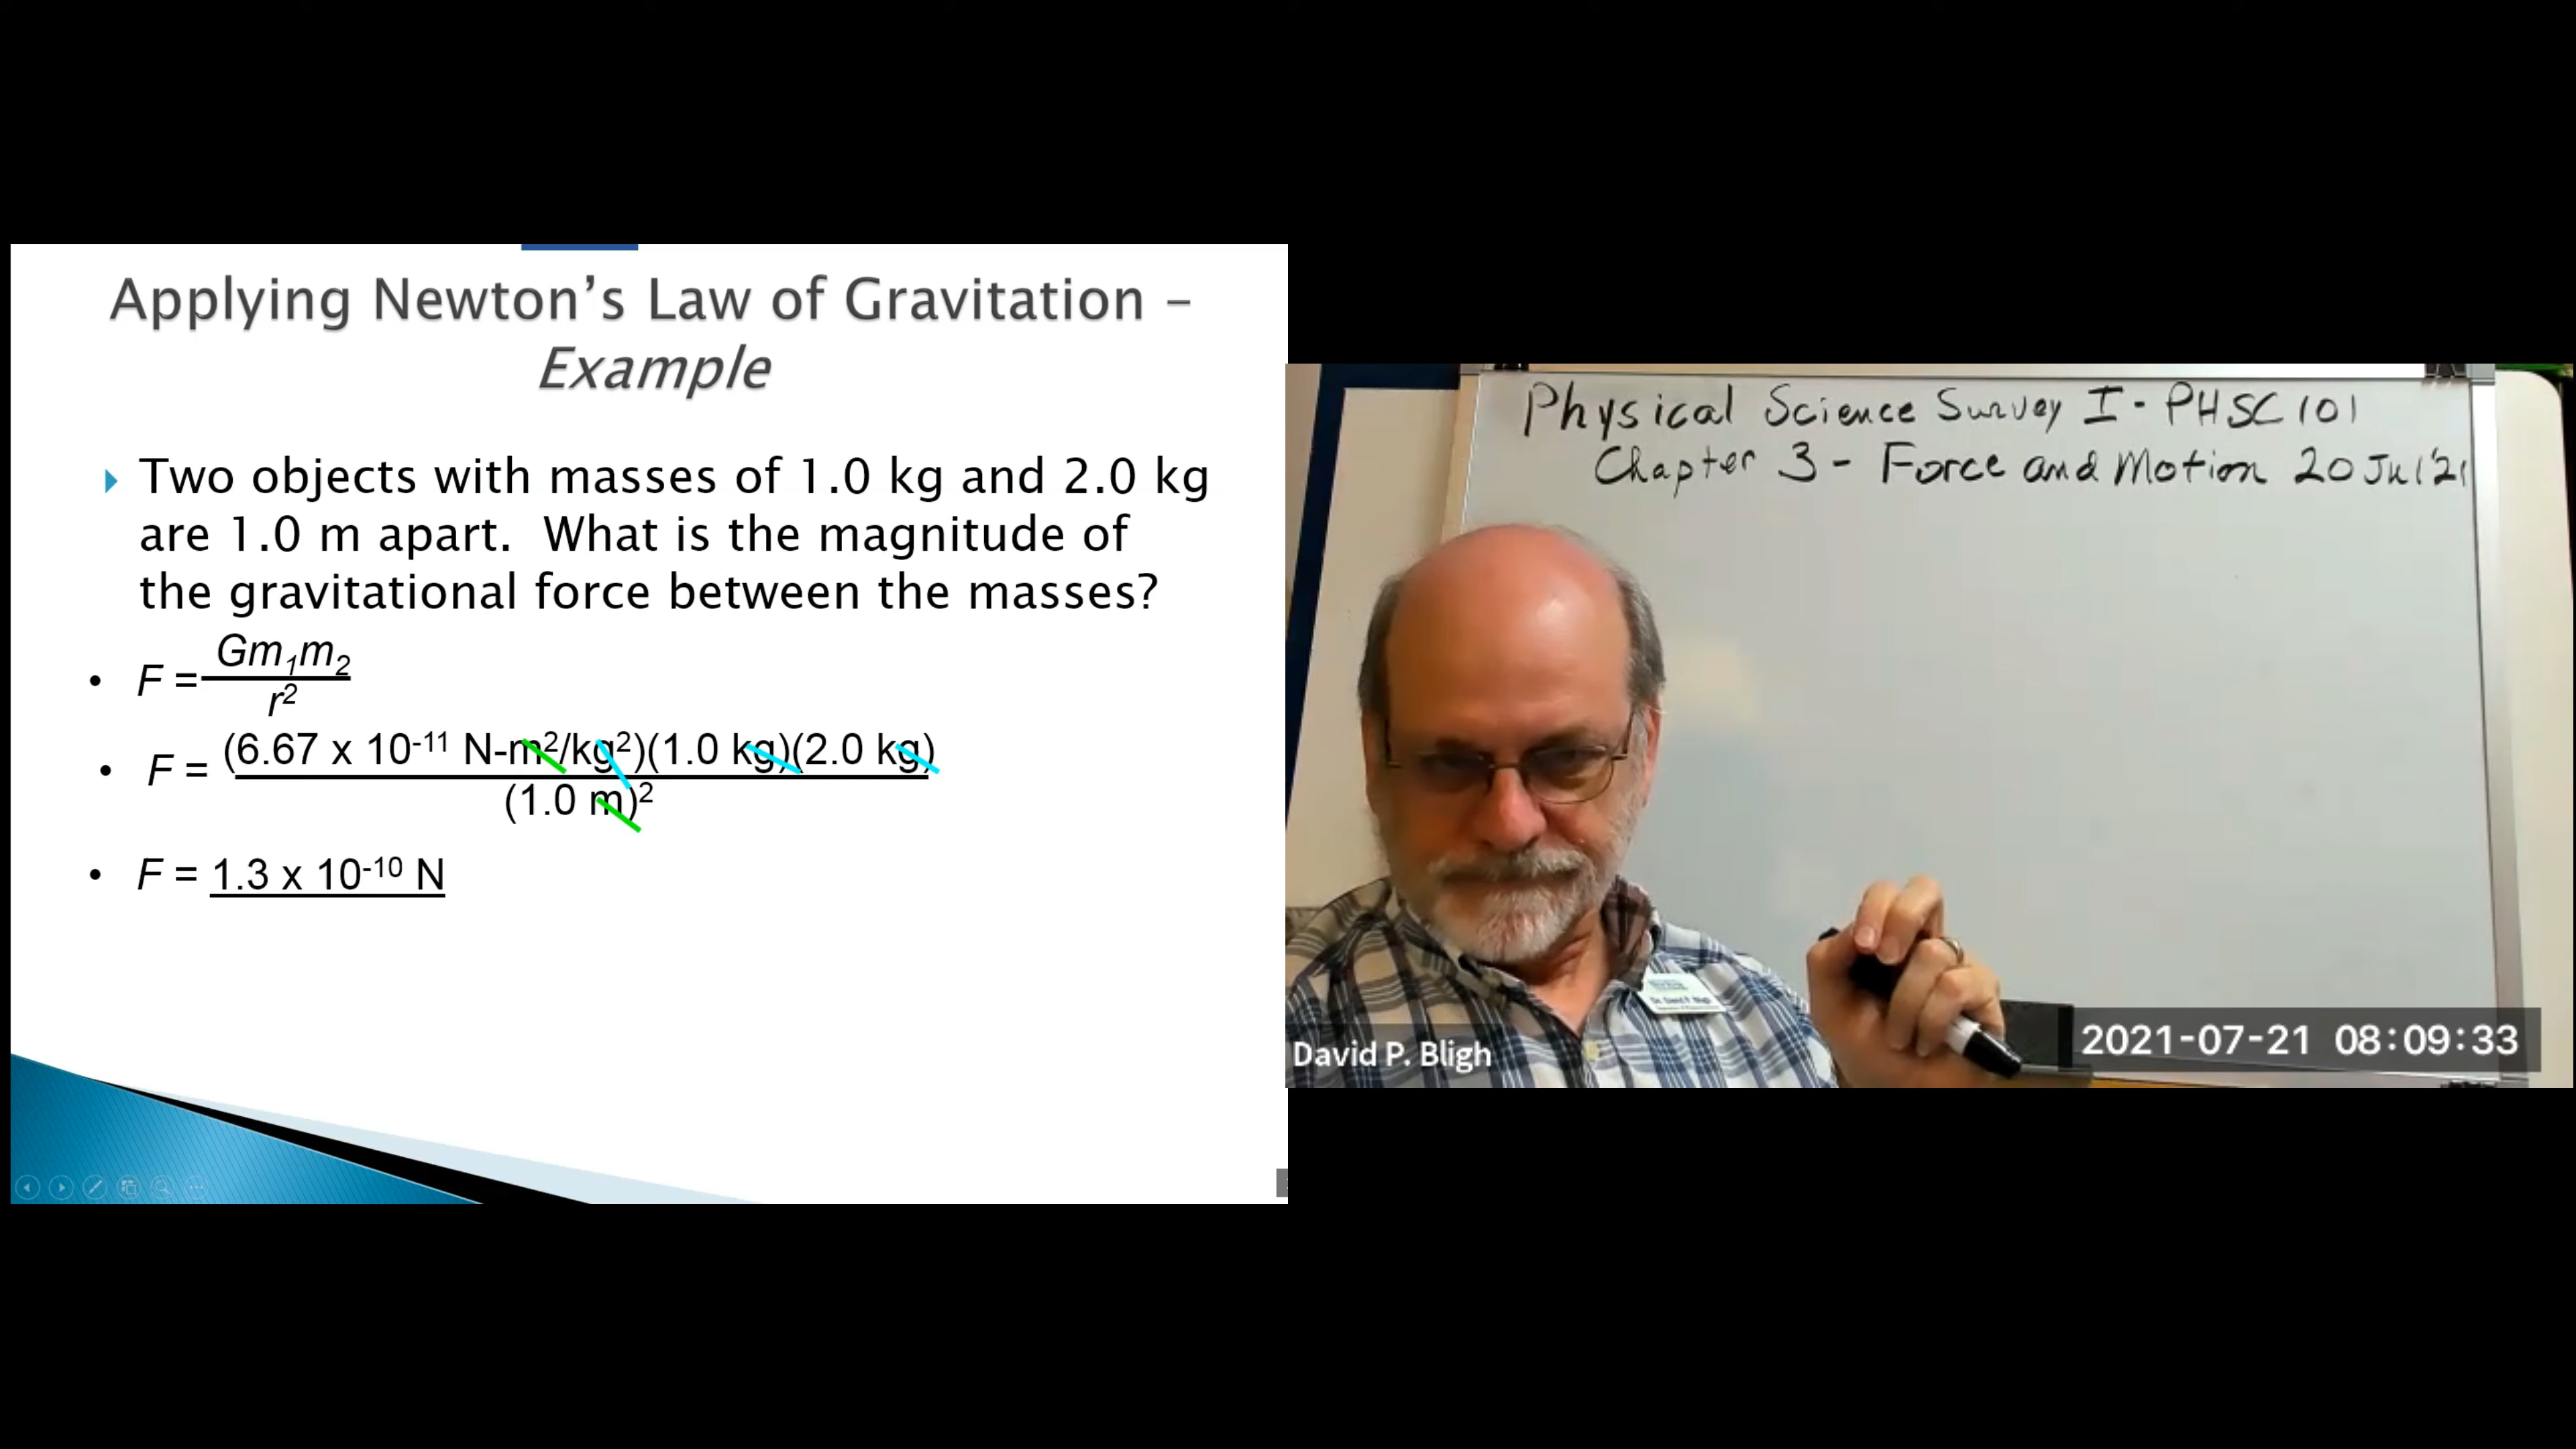 Applying Newton's Law of Gravitation –
Example
Two objects with masses of 1.0 kg and 2.0 kg
are 1.0 m apart. What is the magnitude of
the gravitational force between the masses?
• F = Gm₁m₂
r²
• F = (6.67 x 10⁻¹¹ N-m²/kg²)(1.0 kg)(2.0 kg)
(1.0 m)²
• F = 1.3 x 10⁻¹⁰ N
Physical Science Survey I - PHSC 101
Chapter 3 - Force and Motion 20 Jul '21
Dr. David P. Bligh
David P. Bligh
2021-07-21 08:09:33